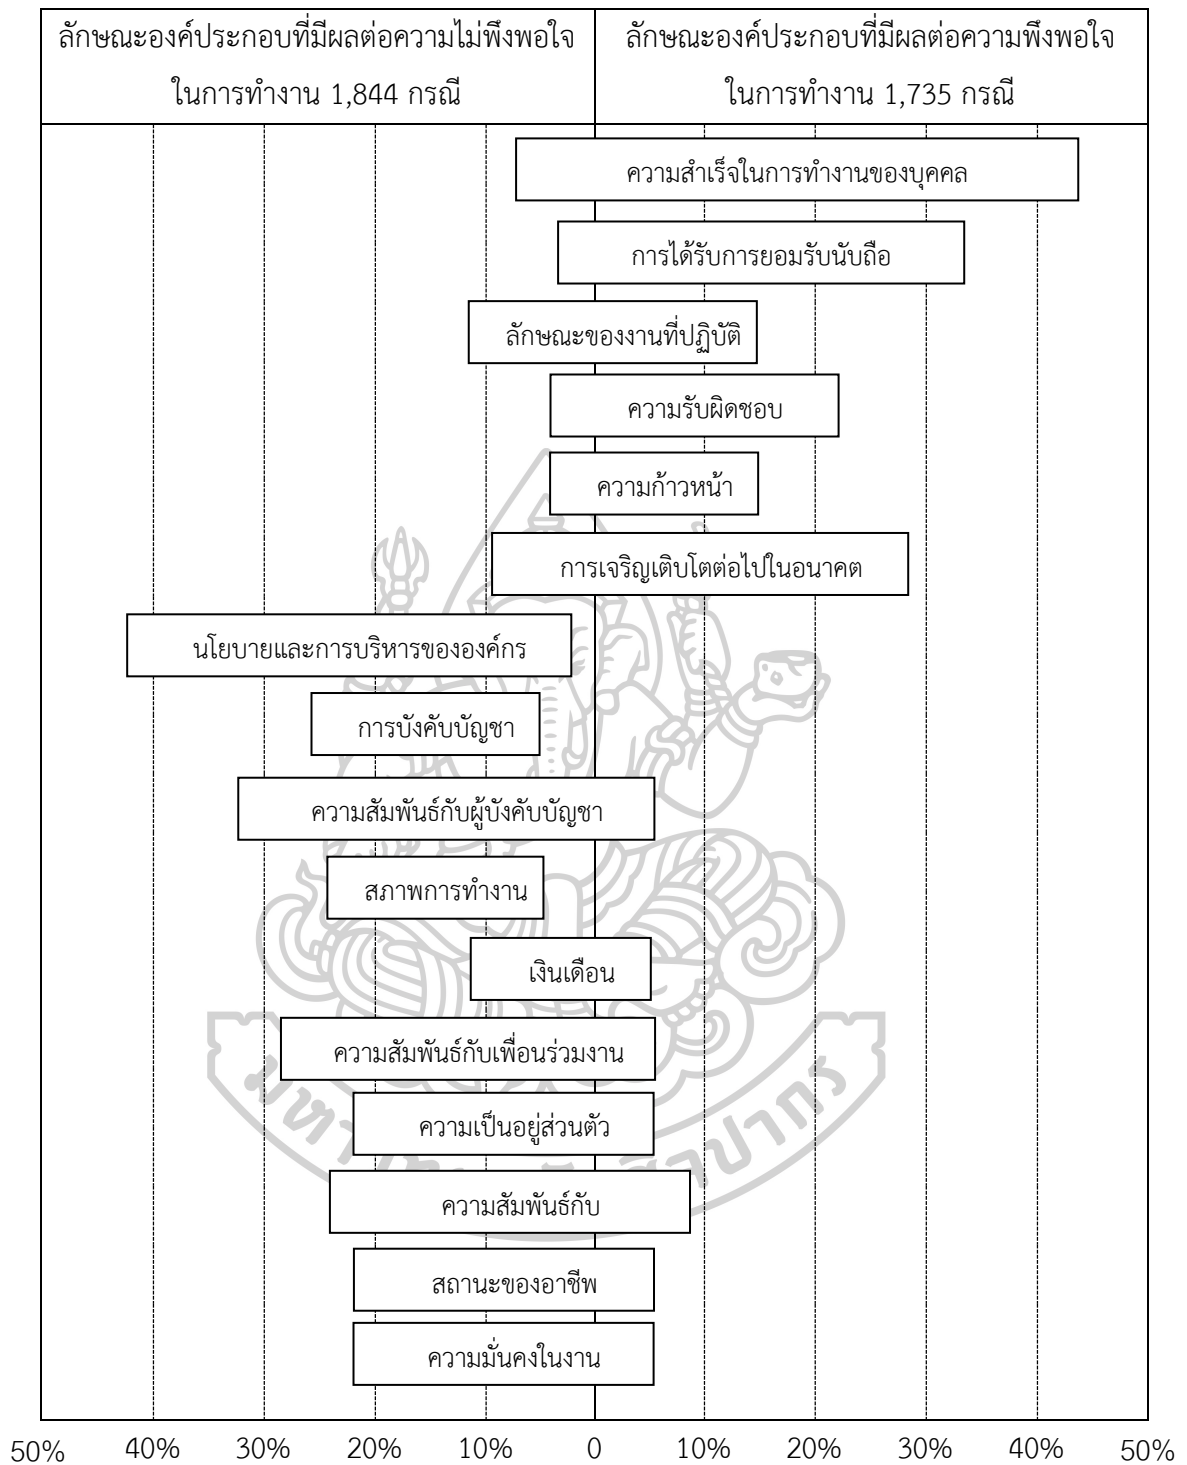 ลักษณะองค์ประกอบที่มีผลต่อความไม่พึงพอใจ
ในการทำงาน 1,844 กรณี
ลักษณะองค์ประกอบที่มีผลต่อความพึงพอใจ
ในการทำงาน 1,735 กรณี
ความสำเร็จในการทำงานของบุคคล
การได้รับการยอมรับนับถือ
ลักษณะของงานที่ปฏิบัติ
ความรับผิดชอบ
ความก้าวหน้า
การเจริญเติบโตต่อไปในอนาคต
นโยบายและการบริหารขององค์กร
การบังคับบัญชา
ความสัมพันธ์กับผู้บังคับบัญชา
สภาพการทำงาน
เงินเดือน
ความสัมพันธ์กับเพื่อนร่วมงาน
ความเป็นอยู่ส่วนตัว
ความสัมพันธ์กับ
สถานะของอาชีพ
ความมั่นคงในงาน
50% 40% 30% 20% 10% 0 10% 20% 30% 40% 50%